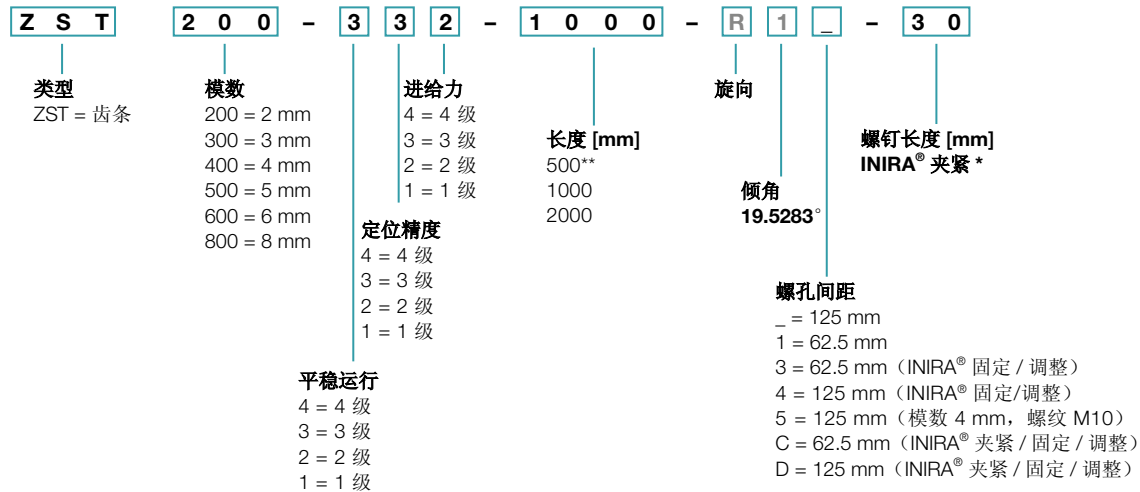 Z S T 2 0 0 – 3 3 2 – 1 0 0 0 – R 1 _ – 3 0
类型
ZST = 齿条
模数
200 = 2 mm
300 = 3 mm
400 = 4 mm
500 = 5 mm
600 = 6 mm
800 = 8 mm
平稳运行
4 = 4 级
3 = 3 级
2 = 2 级
1 = 1 级
定位精度
4 = 4 级
3 = 3 级
2 = 2 级
1 = 1 级
进给力
4 = 4 级
3 = 3 级
2 = 2 级
1 = 1 级
长度 [mm]
500**
1000
2000
旋向
倾角
19.5283°
螺孔间距
_ = 125 mm
1 = 62.5 mm
3 = 62.5 mm（INIRA® 固定 / 调整）
4 = 125 mm（INIRA® 固定/调整）
5 = 125 mm（模数 4 mm，螺纹 M10）
C = 62.5 mm（INIRA® 夹紧 / 固定 / 调整）
D = 125 mm（INIRA® 夹紧 / 固定 / 调整）
螺钉长度 [mm]
INIRA® 夹紧 *